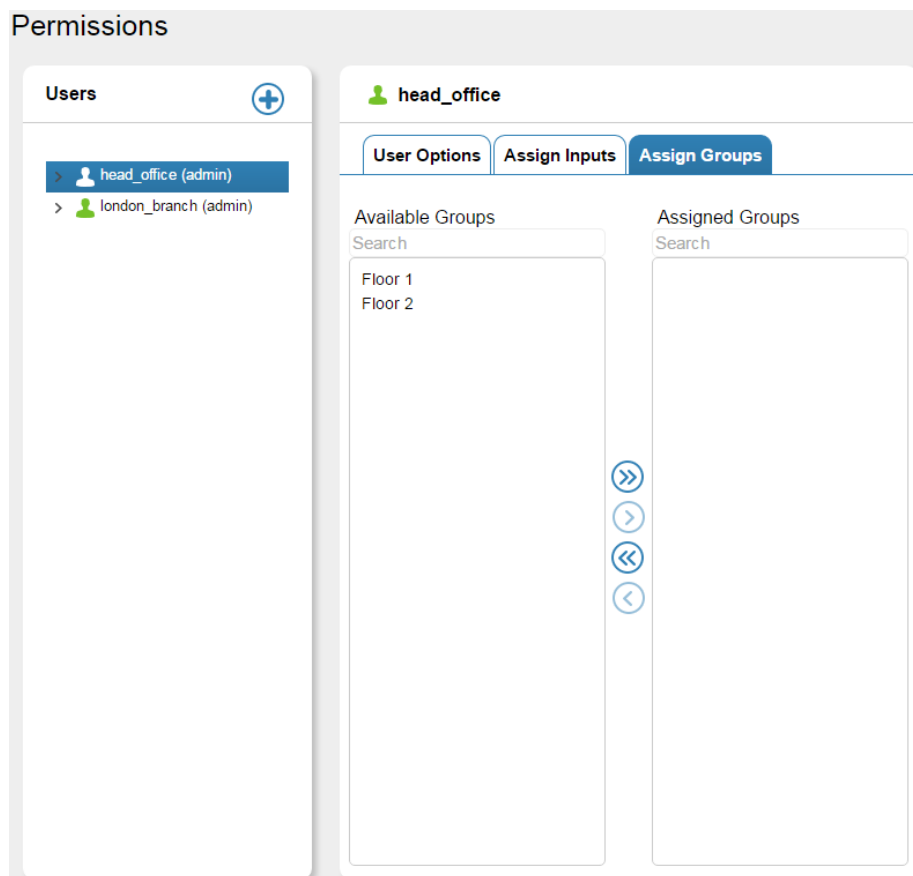 Permissions
Users
head_office (admin)
london_branch (admin)
head_office
User Options Assign Inputs Assign Groups
Available Groups Assigned Groups
Search Search
Floor 1
Floor 2